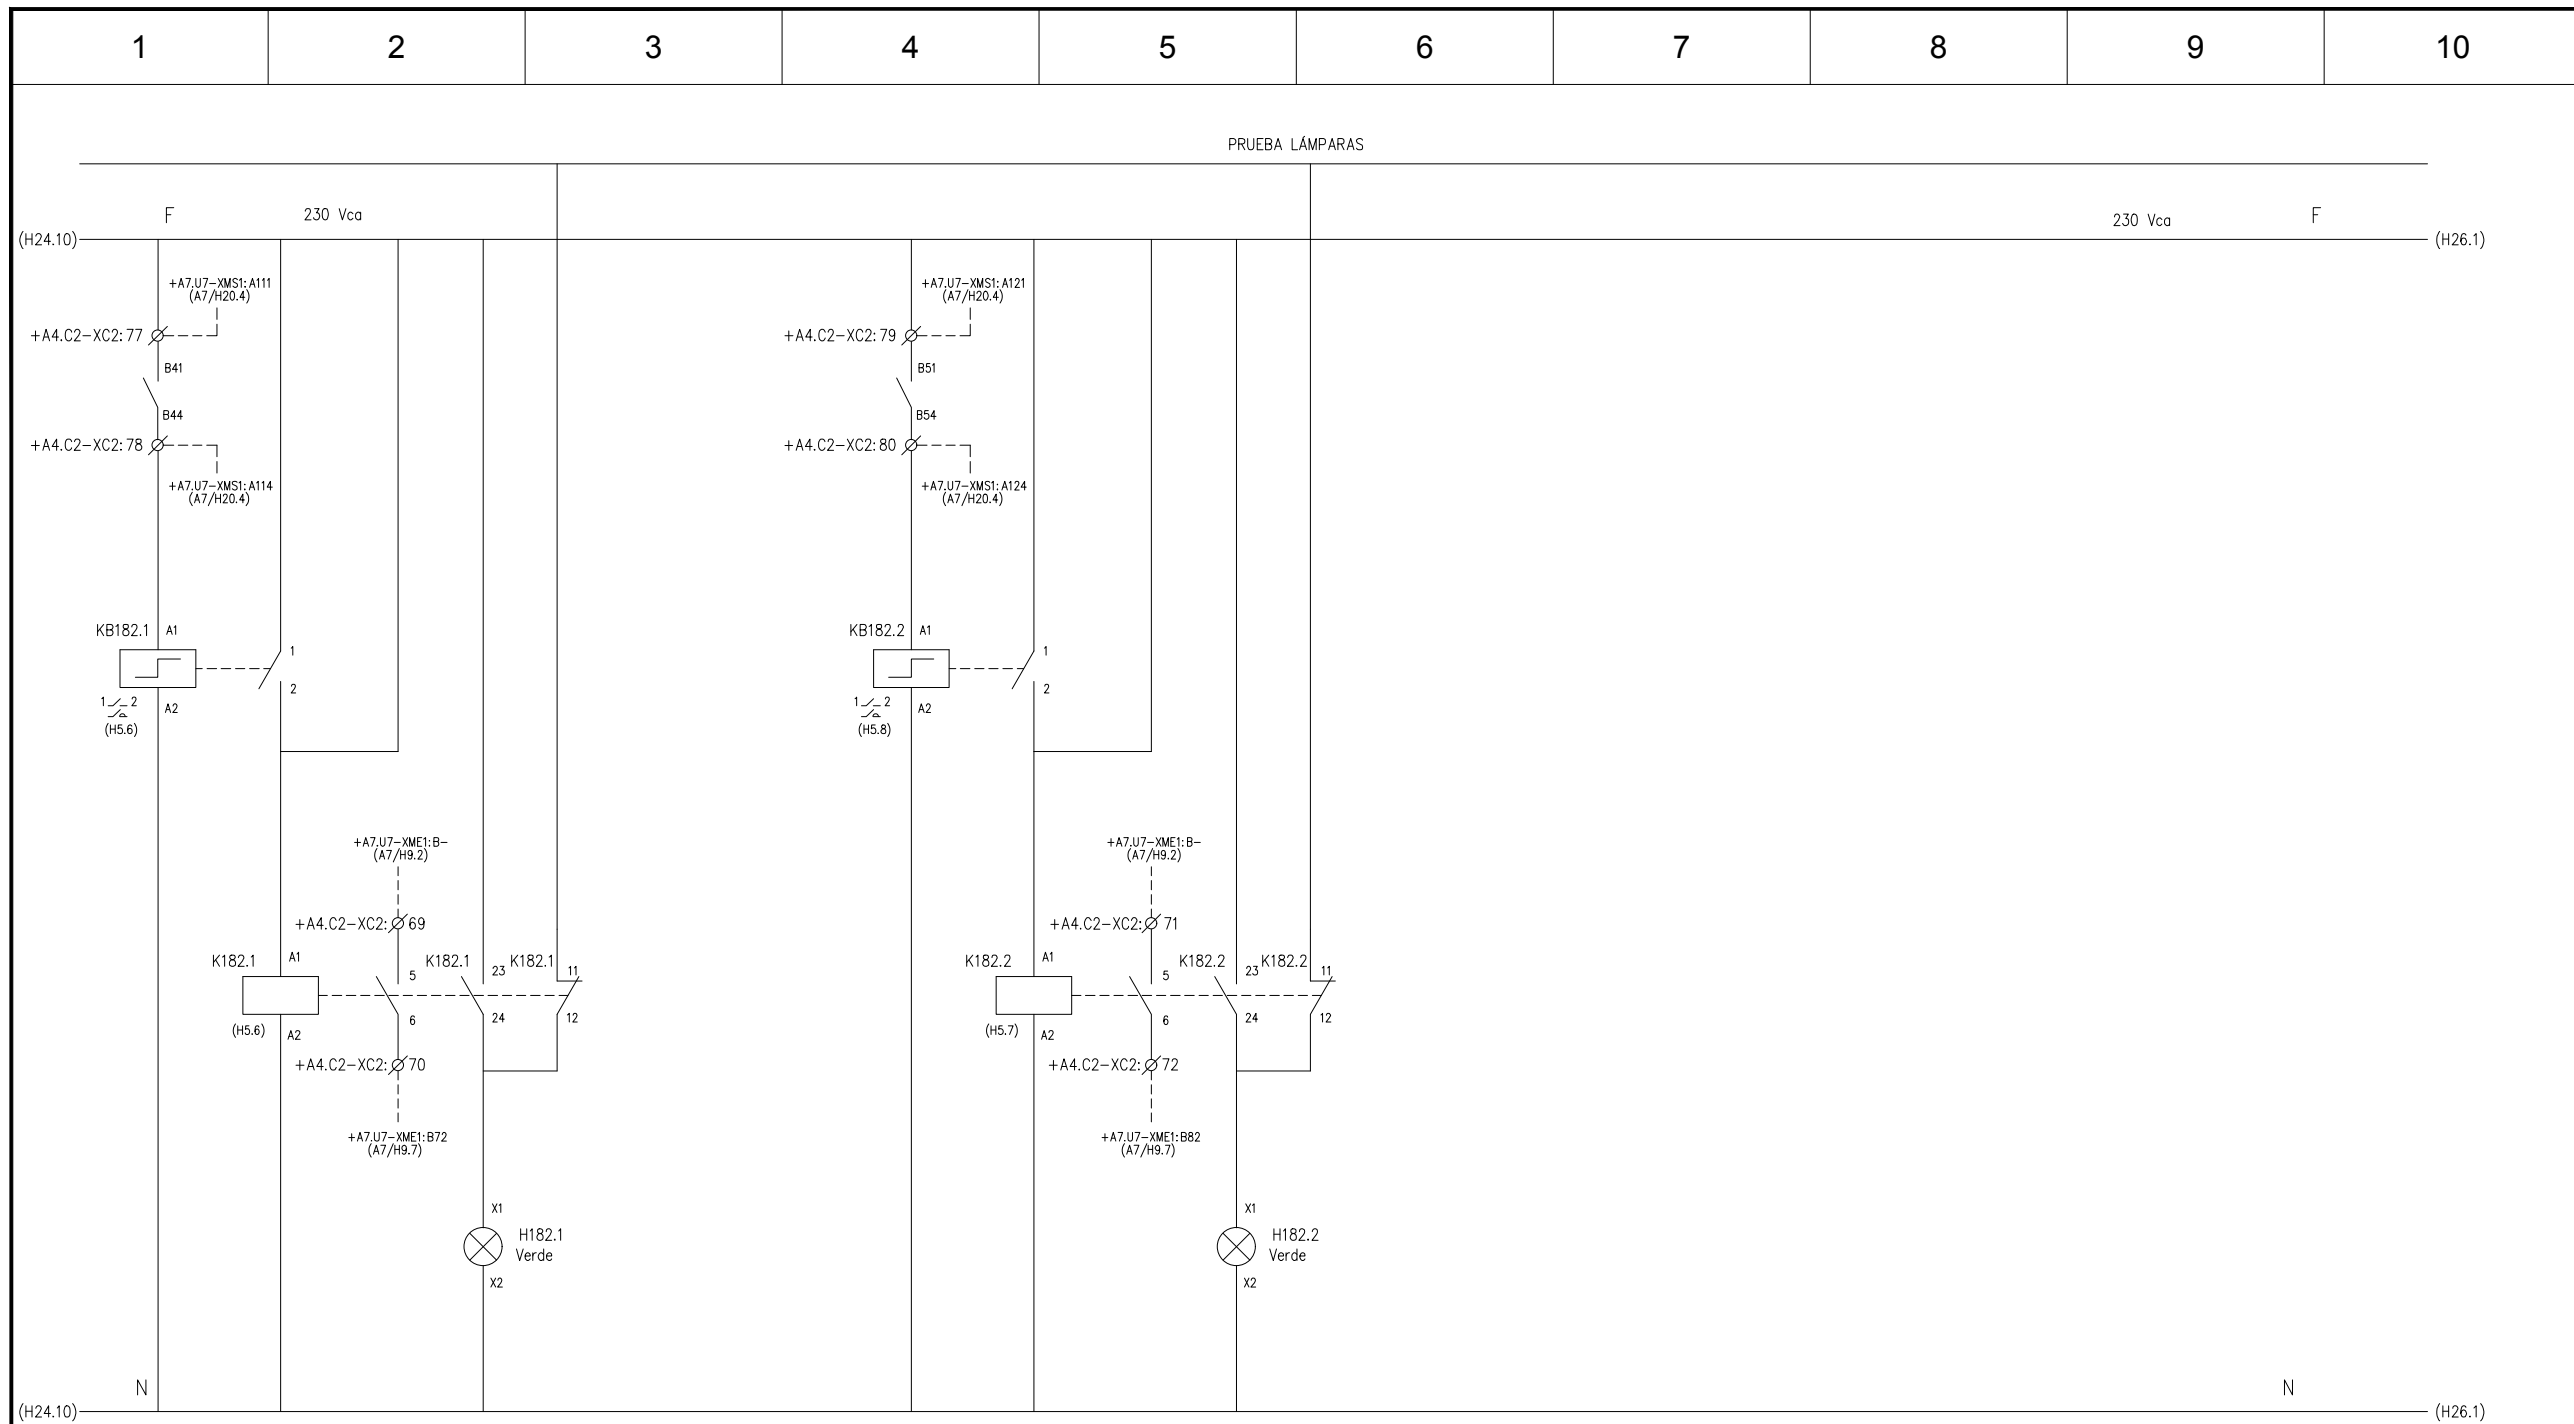 1
2
3
4
5
6
7
8
9
10
PRUEBA LÁMPARAS
F
230 Vca
230 Vca
F
(H24.10)
(H26.1)
+A7.U7-XMS1:A111
(A7/H20.4)
+A4.C2-XC2:77
B41
B44
+A4.C2-XC2:78
+A7.U7-XMS1:A114
(A7/H20.4)
KB182.1
A1
1
2
1
2
A2
(H5.6)
+A7.U7-XME1:B-
(A7/H9.2)
+A4.C2-XC2:69
K182.1
A1
5
K182.1
23
K182.1
11
6
24
12
(H5.6)
A2
+A4.C2-XC2:70
+A7.U7-XME1:B72
(A7/H9.7)
X1
H182.1
Verde
X2
+A7.U7-XMS1:A121
(A7/H20.4)
+A4.C2-XC2:79
B51
B54
+A4.C2-XC2:80
+A7.U7-XMS1:A124
(A7/H20.4)
KB182.2
A1
1
2
1
2
A2
(H5.8)
+A7.U7-XME1:B-
(A7/H9.2)
+A4.C2-XC2:71
K182.2
A1
5
K182.2
23
K182.2
11
6
24
12
(H5.7)
A2
+A4.C2-XC2:72
+A7.U7-XME1:B82
(A7/H9.7)
X1
H182.2
Verde
X2
N
N
(H24.10)
(H26.1)